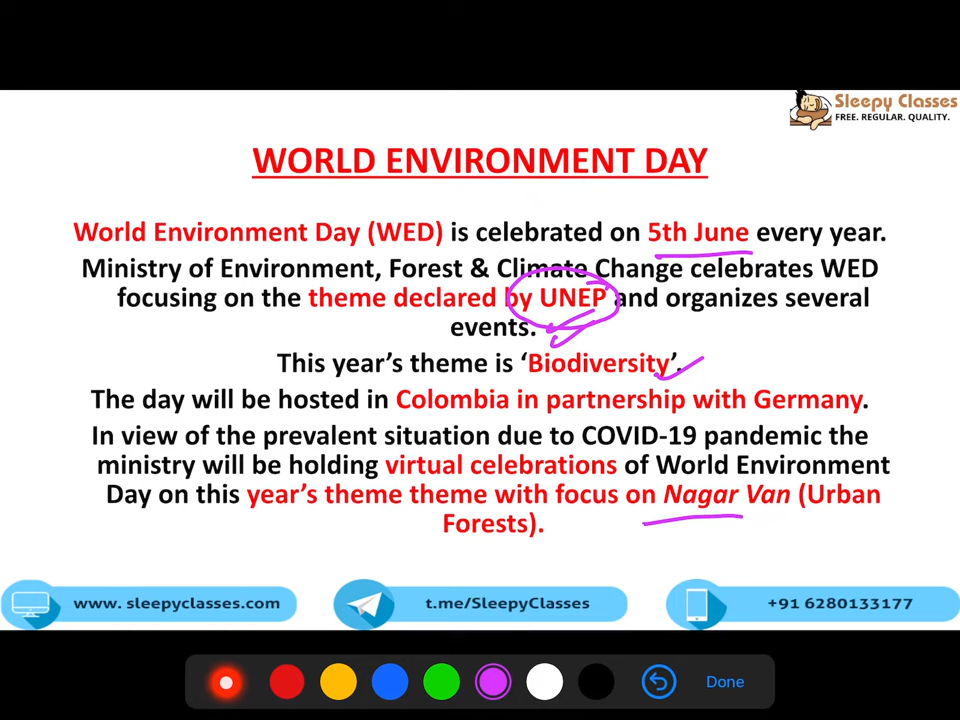 Sleepy Classes
FREE. REGULAR. QUALITY.
WORLD ENVIRONMENT DAY
World Environment Day (WED) is celebrated on 5th June every year.
Ministry of Environment, Forest & Climate Change celebrates WED
focusing on the theme declared by UNEP and organizes several
events.
This year's theme is ‘Biodiversity’.
The day will be hosted in Colombia in partnership with Germany.
In view of the prevalent situation due to COVID-19 pandemic the
ministry will be holding virtual celebrations of World Environment
Day on this year's theme theme with focus on Nagar Van (Urban
Forests).
www. sleepyclasses.com
t.me/SleepyClasses
+91 6280133177
Done